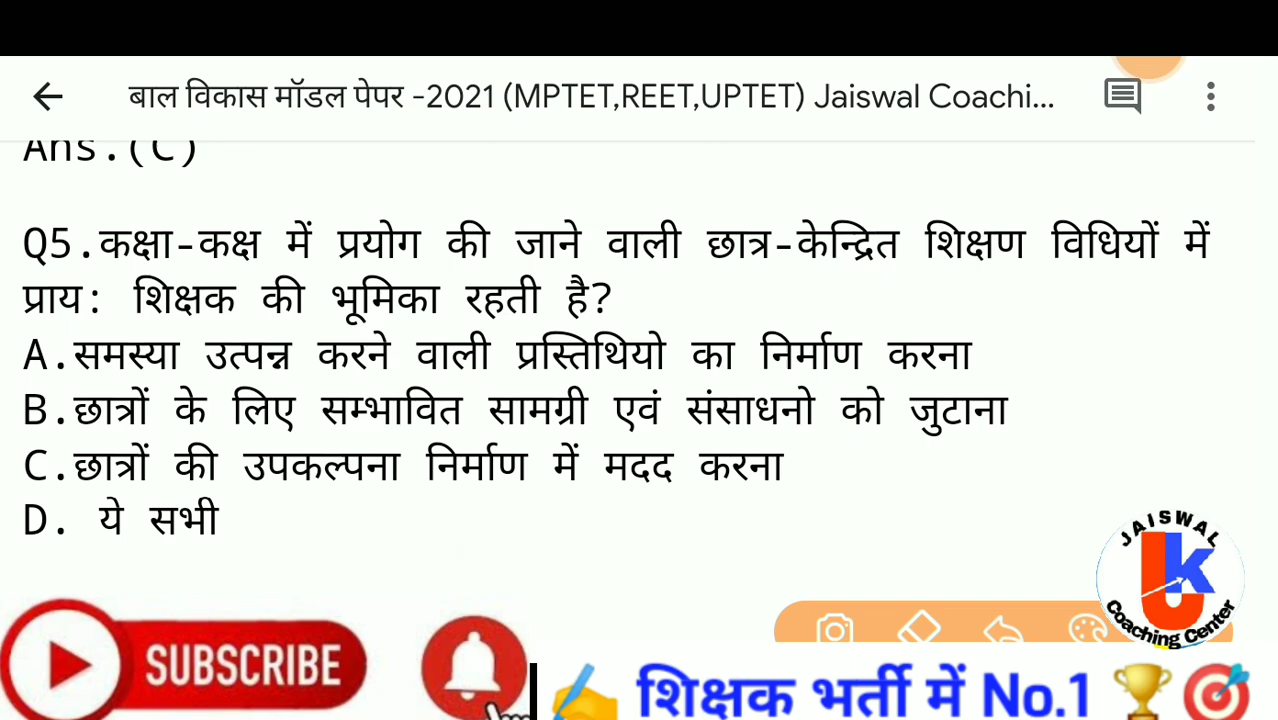 बाल विकास मॉडल पेपर -2021 (MPTET,REET,UPTET) Jaiswal Coachi...
Ans.(C)
Q5.कक्षा-कक्ष में प्रयोग की जाने वाली छात्र-केन्द्रित शिक्षण विधियों में
प्राय: शिक्षक की भूमिका रहती है?
A.समस्या उत्पन्न करने वाली प्रस्तिथियो का निर्माण करना
B.छात्रों के लिए सम्भावित सामग्री एवं संसाधनो को जुटाना
C.छात्रों की उपकल्पना निर्माण में मदद करना
D. ये सभी
JAISWAL
UK
Coaching Center
SUBSCRIBE
शिक्षक भर्ती में No.1